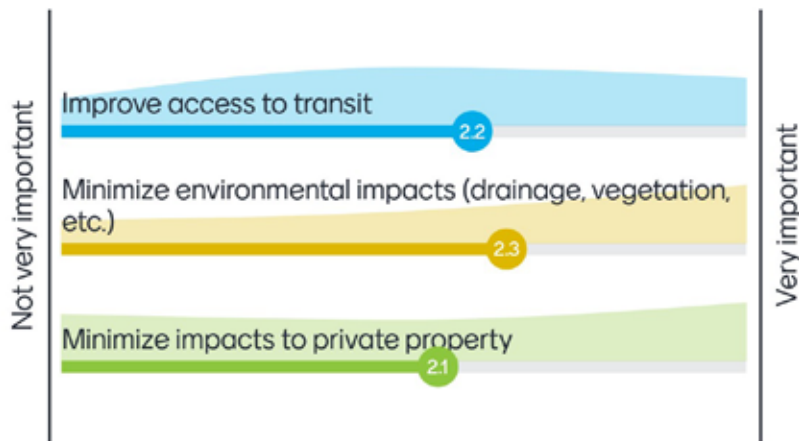 Not very important
Improve access to transit
2.2
Minimize environmental impacts (drainage, vegetation,
etc.)
2.3
Minimize impacts to private property
2.1
Very important